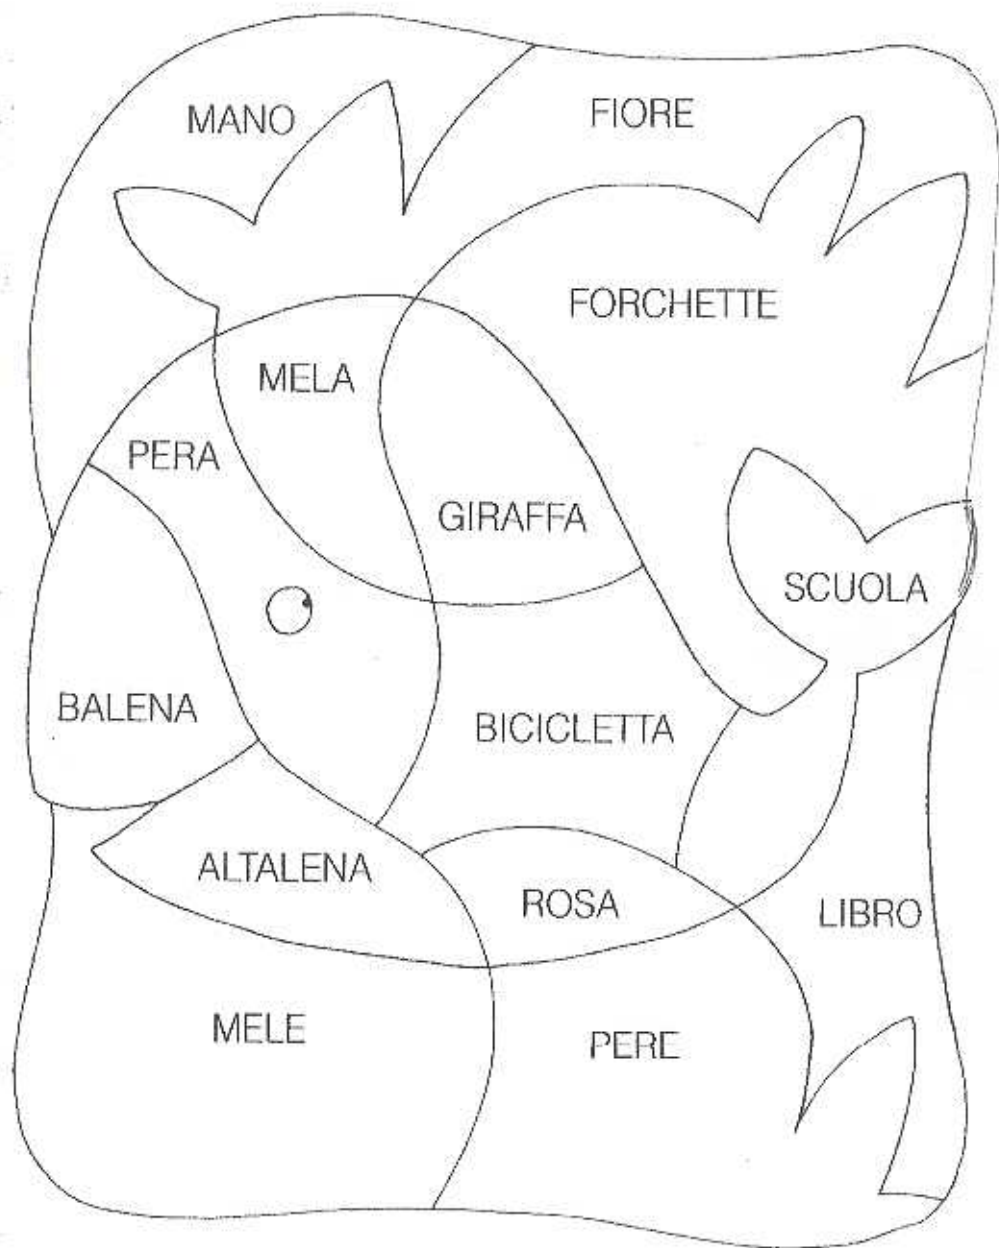 MANO
FIORE
FORCHETTE
MELA
PERA
GIRAFFA
SCUOLA
BALENA
BICICLETTA
ALTALENA
ROSA
LIBRO
MELE
PERE